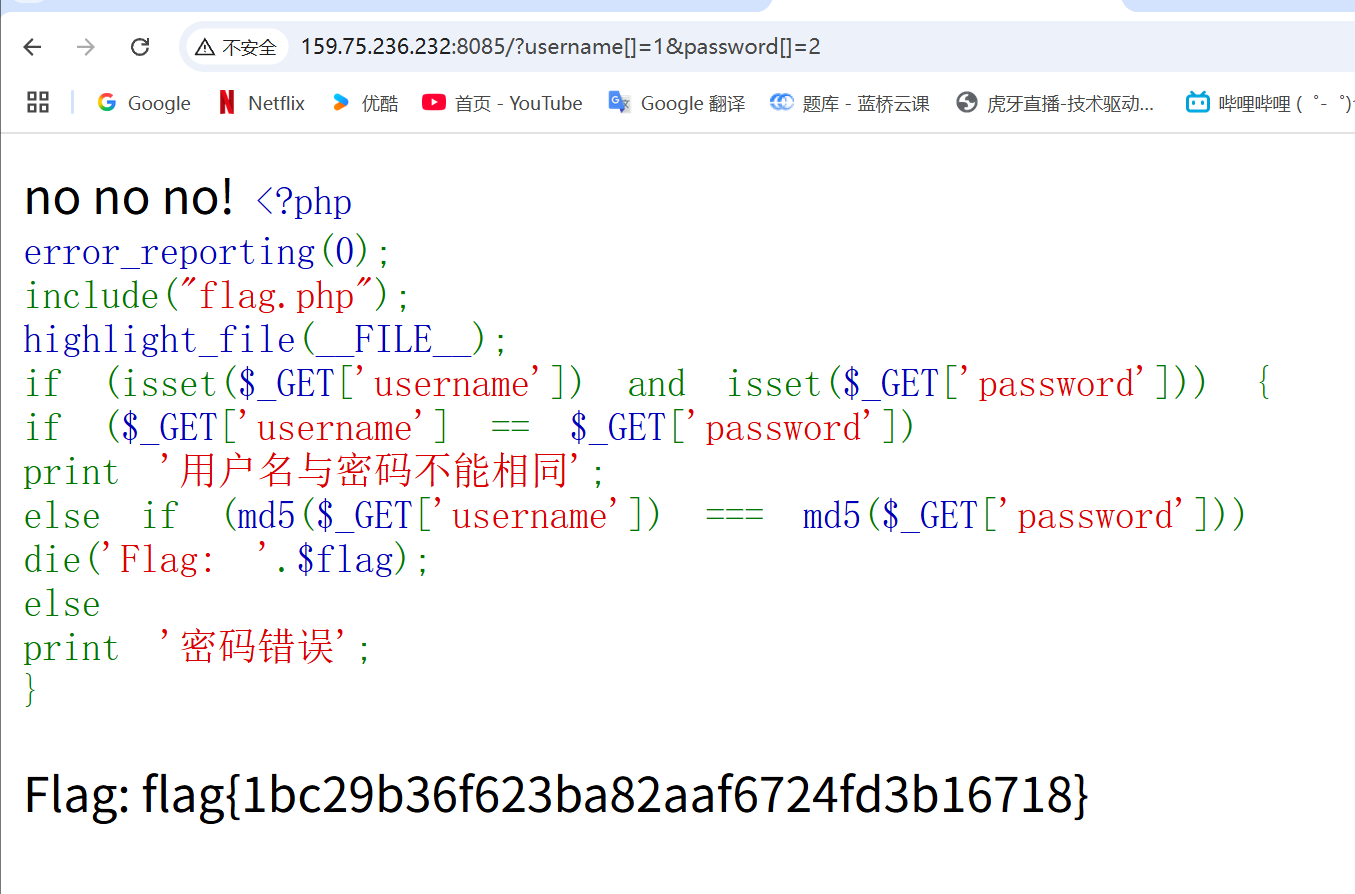 不安全 159.75.236.232:8085/?username[]=1&password[]=2
Google Netflix 优酷 首页 - YouTube Google 翻译 题库 - 蓝桥云课 虎牙直播-技术驱动... 哔哩哔哩 ( ゜- ゜)
no no no! <?php
error_reporting(0);
include("flag.php");
highlight_file(__FILE__);
if (isset($_GET['username']) and isset($_GET['password'])) {
if ($_GET['username'] == $_GET['password'])
print '用户名与密码不能相同';
else if (md5($_GET['username']) === md5($_GET['password']))
die('Flag: '.$flag);
else
print '密码错误';
}
Flag: flag{1bc29b36f623ba82aaf6724fd3b16718}